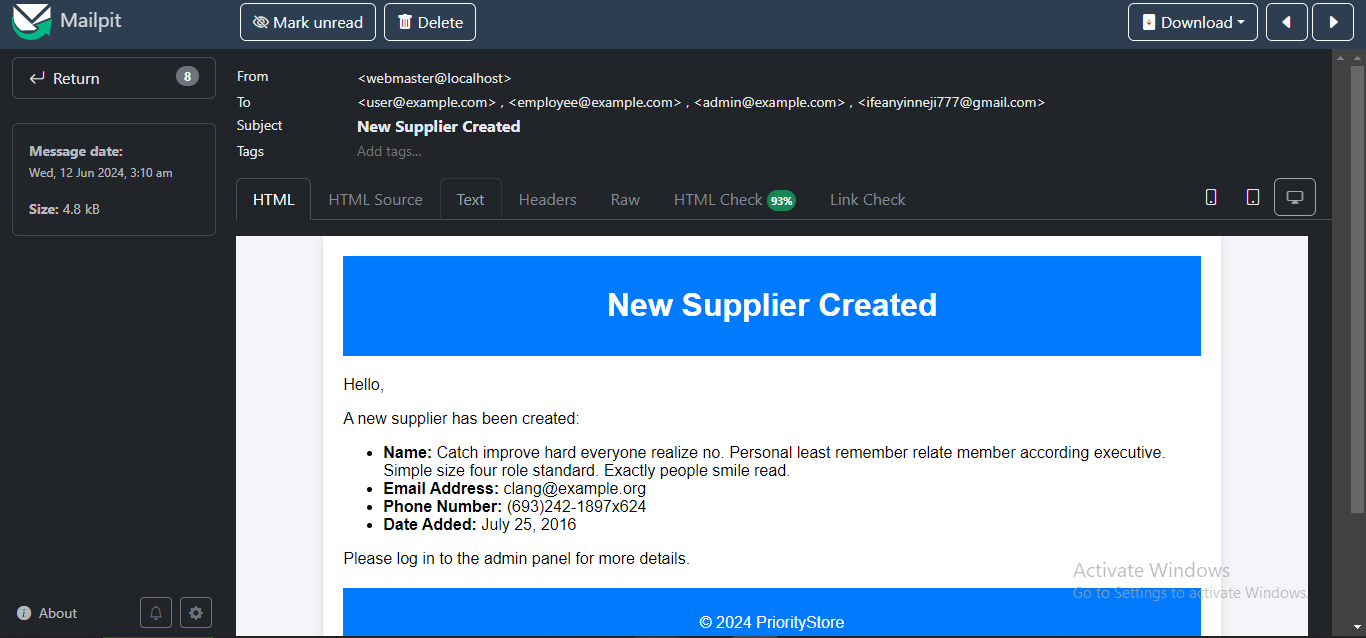 Mailpit
Mark unread
Delete
Download
Return 8
From <webmaster@localhost>
To <user@example.com> , <employee@example.com> , <admin@example.com> , <ifeanyinneji777@gmail.com>
Subject New Supplier Created
Tags Add tags...
Message date:
Wed, 12 Jun 2024, 3:10 am
Size: 4.8 kB
HTML HTML Source Text Headers Raw HTML Check 93% Link Check
New Supplier Created
Hello,
A new supplier has been created:
• Name: Catch improve hard everyone realize no. Personal least remember relate member according executive.
Simple size four role standard. Exactly people smile read.
• Email Address: clang@example.org
• Phone Number: (693)242-1897x624
• Date Added: July 25, 2016
Please log in to the admin panel for more details.
© 2024 PriorityStore
Activate Windows
Go to Settings to activate Windows.
About